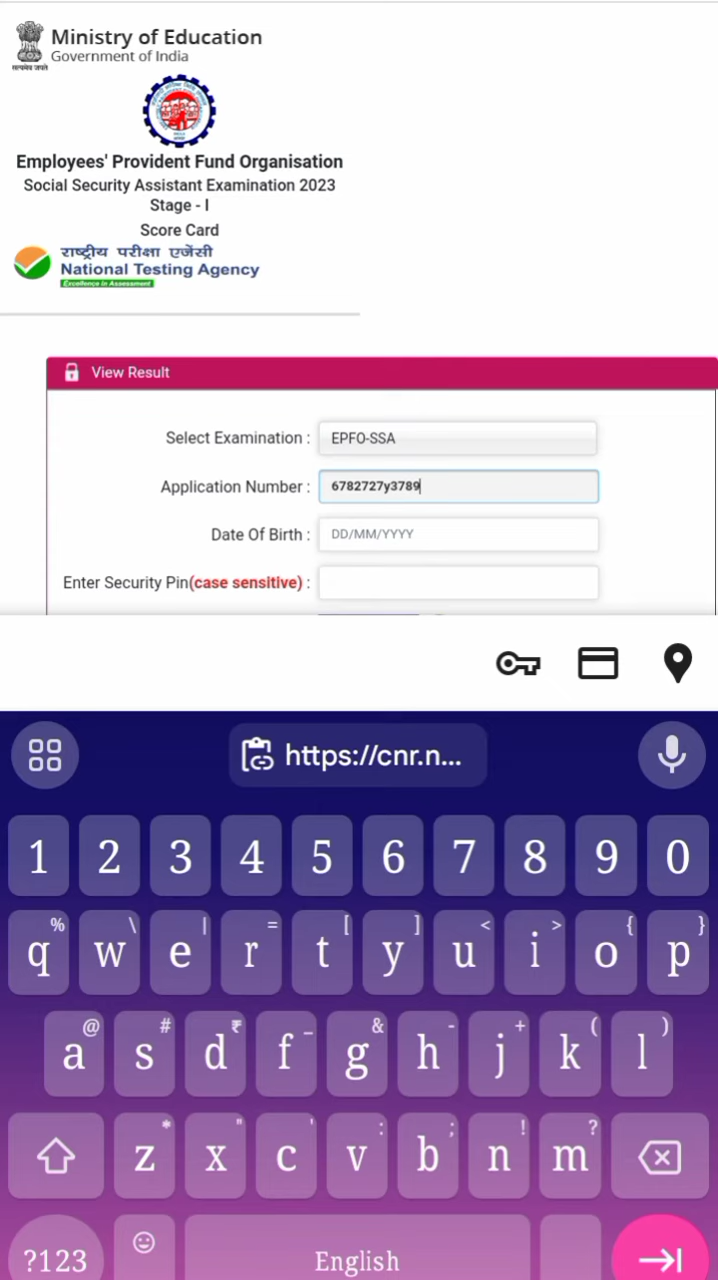 Ministry of Education
Government of India
सत्यमेव जयते
Employees' Provident Fund Organisation
Social Security Assistant Examination 2023
Stage - I
Score Card
राष्ट्रीय परीक्षा एजेंसी
National Testing Agency
Excellence in Assessment
View Result
Select Examination : EPFO-SSA
Application Number : 6782727y3789
Date Of Birth : DD/MM/YYYY
Enter Security Pin(case sensitive) :
https://cnr.n...
1 2 3 4 5 6 7 8 9 0
% \ | = [ ] < > { }
q w e r t y u i o p
@ # ₹ _ & - + ( )
a s d f g h j k l
* " ' : ; ! ?
z x c v b n m
?123 English